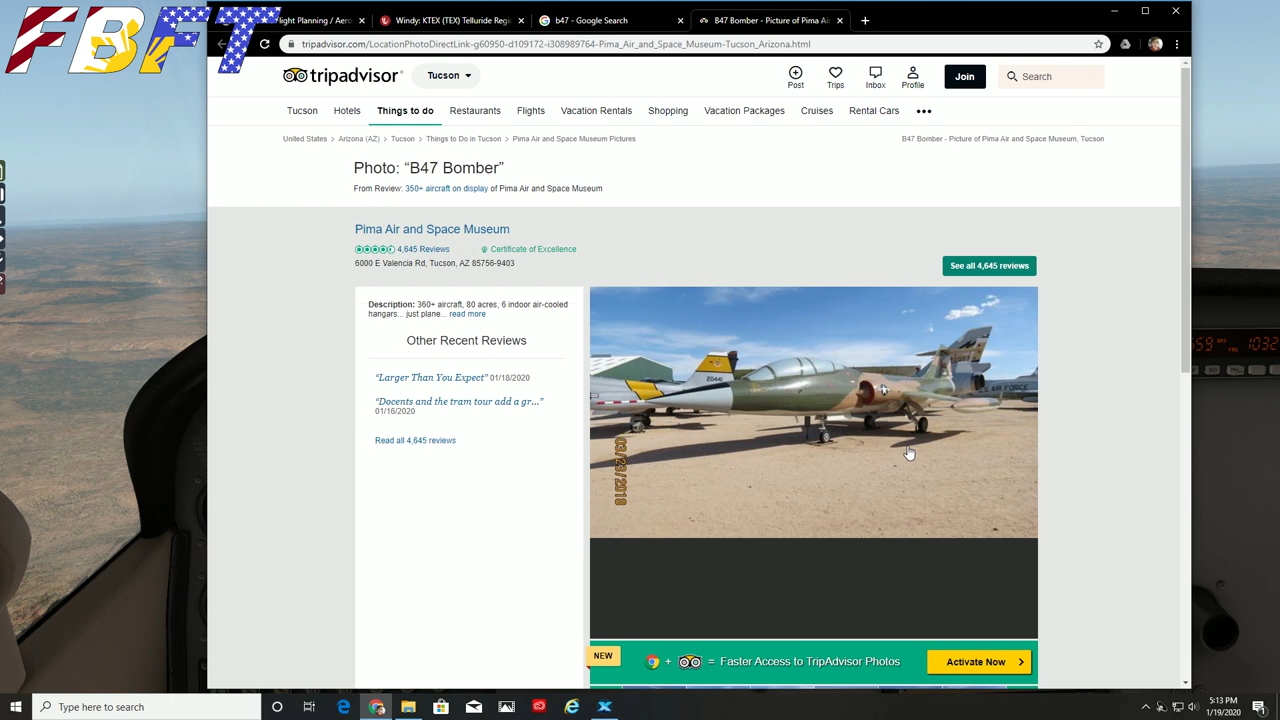 FBFT
light Planning / Aero
Windy: KTEX (TEX) Telluride Regi
b47 - Google Search
B47 Bomber - Picture of Pima Ai
tripadvisor.com/LocationPhotoDirectLink-g60950-d109172-i308989764-Pima_Air_and_Space_Museum-Tucson_Arizona.html
tripadvisor
Tucson
Post
Trips
Inbox
Profile
Join
Search
Tucson
Hotels
Things to do
Restaurants
Flights
Vacation Rentals
Shopping
Vacation Packages
Cruises
Rental Cars
United States > Arizona (AZ) > Tucson > Things to Do in Tucson > Pima Air and Space Museum Pictures
B47 Bomber - Picture of Pima Air and Space Museum, Tucson
Photo: “B47 Bomber”
From Review: 350+ aircraft on display of Pima Air and Space Museum
Pima Air and Space Museum
4,645 Reviews
Certificate of Excellence
6000 E Valencia Rd, Tucson, AZ 85756-9403
See all 4,645 reviews
Description: 360+ aircraft, 80 acres, 6 indoor air-cooled
hangars... just plane... read more
Other Recent Reviews
“Larger Than You Expect” 01/18/2020
“Docents and the tram tour add a gr...”
01/16/2020
Read all 4,645 reviews
AIR FORCE
03/23/2018
1032
NEW
+ = Faster Access to TripAdvisor Photos
Activate Now
Type here to search
5:13 PM
1/19/2020